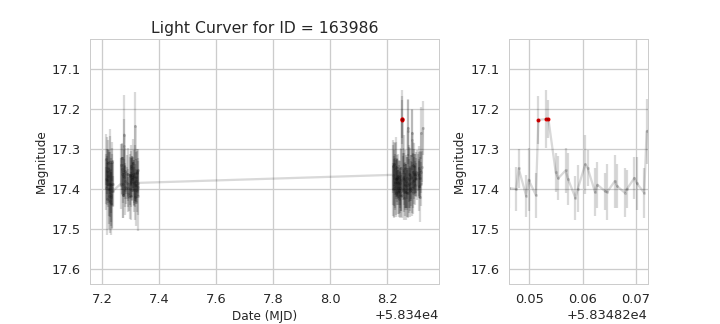 Light Curver for ID = 163986
Magnitude
17.1
17.2
17.3
17.4
17.5
17.6
7.2 7.4 7.6 7.8 8.0 8.2
Date (MJD)
+5.834e4
Magnitude
17.1
17.2
17.3
17.4
17.5
17.6
0.05 0.06 0.07
+5.83482e4